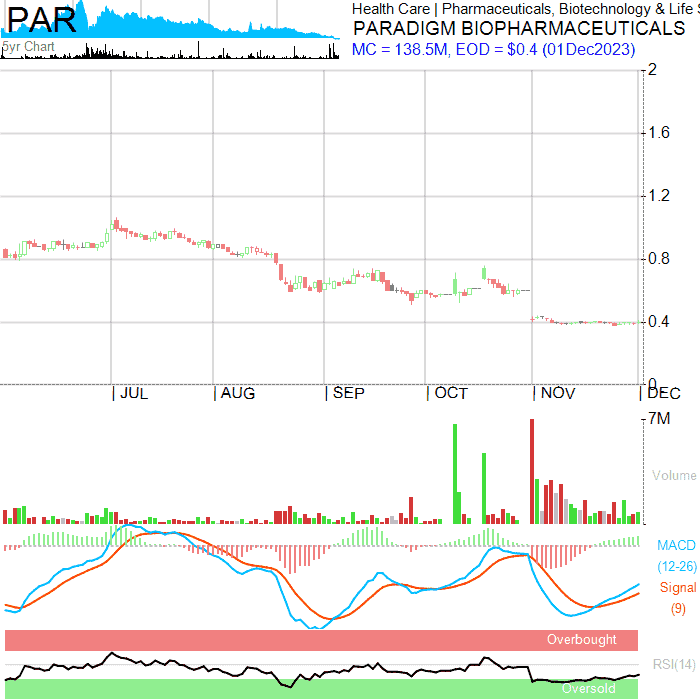 PAR
5yr Chart
Health Care | Pharmaceuticals, Biotechnology & Life S
PARADIGM BIOPHARMACEUTICALS
MC = 138.5M, EOD = $0.4 (01Dec2023)
2
1.6
1.2
0.8
0.4
0
| JUL | AUG | SEP | OCT | NOV | DEC
7M
Volume
MACD
(12-26)
Signal
(9)
Overbought
RSI(14)
Oversold